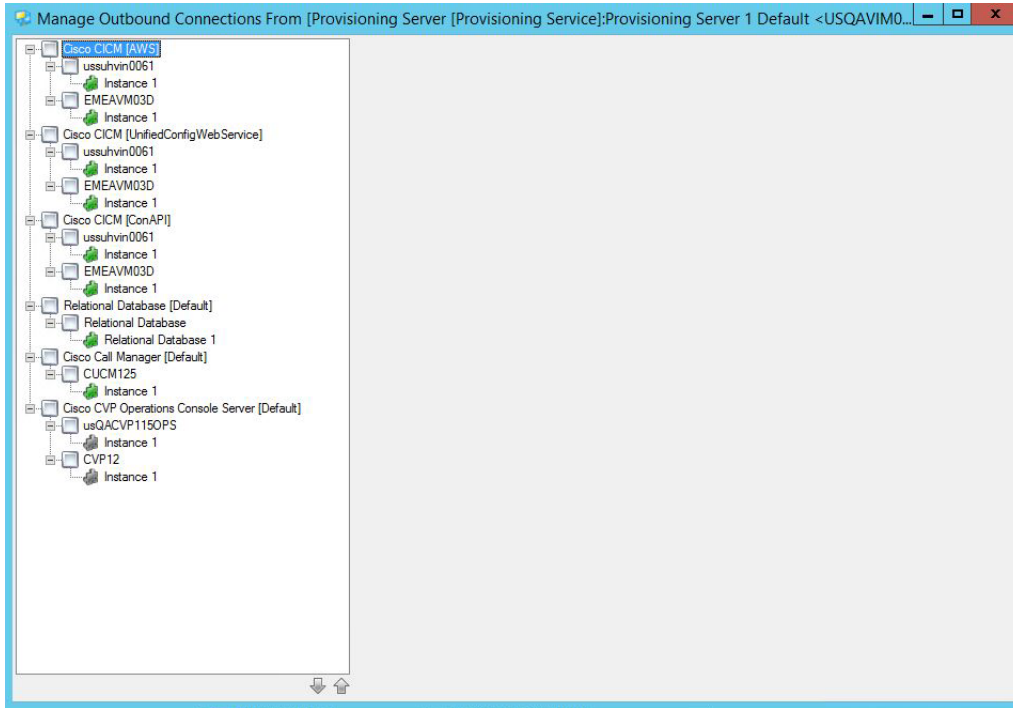 Manage Outbound Connections From [Provisioning Server [Provisioning Service]:Provisioning Server 1 Default <USQAVIM0...
Cisco CICM [AWS]
ussuhvin0061
Instance 1
EMEAVM03D
Instance 1
Cisco CICM [UnifiedConfigWebService]
ussuhvin0061
Instance 1
EMEAVM03D
Instance 1
Cisco CICM [ConAPI]
ussuhvin0061
Instance 1
EMEAVM03D
Instance 1
Relational Database [Default]
Relational Database
Relational Database 1
Cisco Call Manager [Default]
CUCM125
Instance 1
Cisco CVP Operations Console Server [Default]
usQACVP115OPS
Instance 1
CVP12
Instance 1